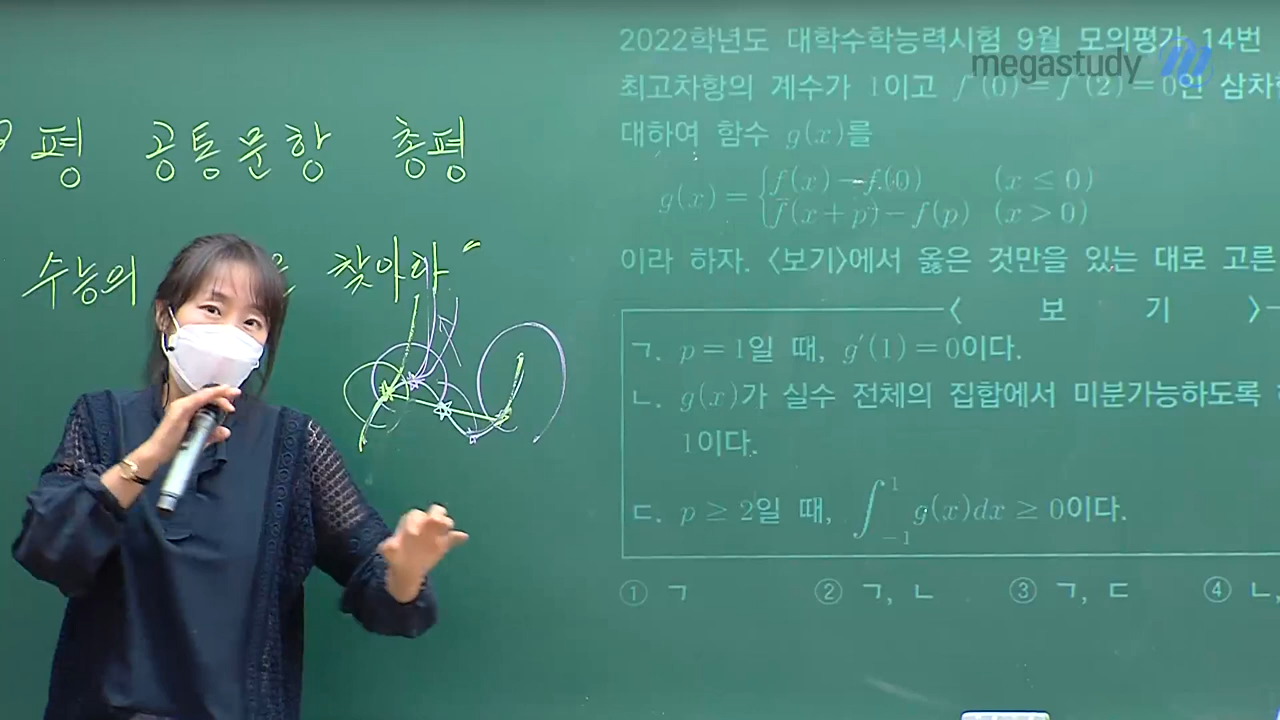 평 공통문항 총평
수능의 찾아라"
2022학년도 대학수학능력시험 9월 모의평가 14번
megastudy
최고차항의 계수가 1이고 f′(0)=f′(2)=0인 삼차
대하여 함수 g(x)를
g(x)={f(x)−f(0) (x≤0)
f(x+p)−f(p) (x>0)
이라 하자. 〈보기〉에서 옳은 것만을 있는 대로 고른
〈 보 기 〉
ㄱ. p=1일 때, g′(1)=0이다.
ㄴ. g(x)가 실수 전체의 집합에서 미분가능하도록
1이다.
ㄷ. p≥2일 때, ∫_{-1}^{1} g(x)dx≥0이다.
① ㄱ ② ㄱ, ㄴ ③ ㄱ, ㄷ ④ ㄴ,